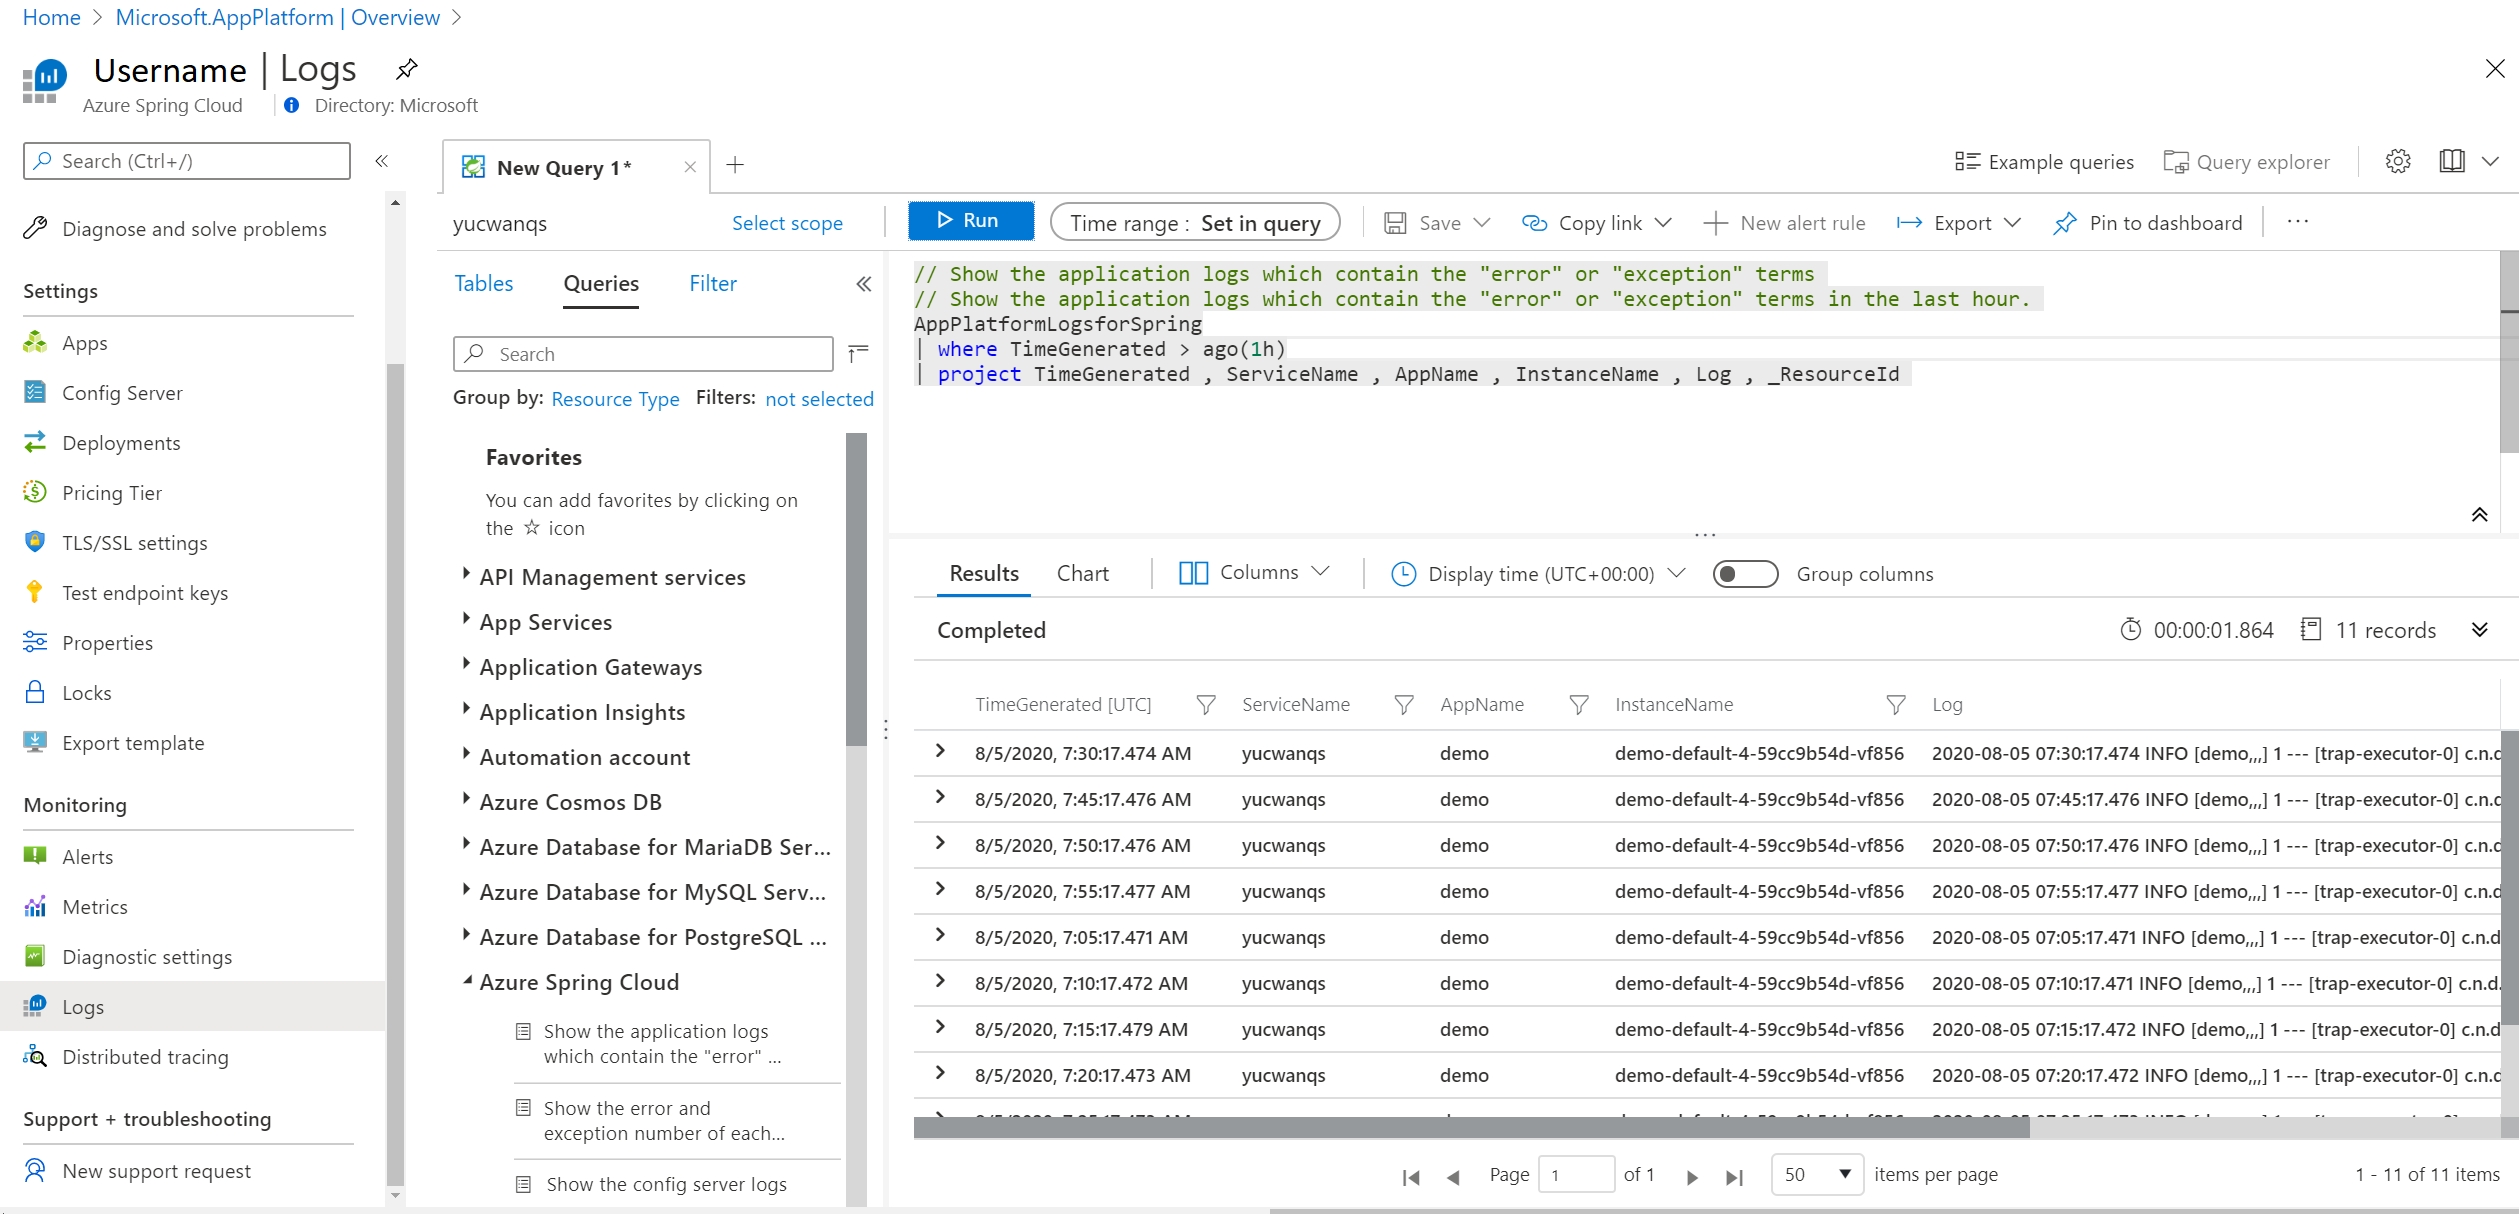 Home > Microsoft.AppPlatform | Overview >
Username | Logs
Azure Spring Cloud
Directory: Microsoft
Search (Ctrl+/)
«
Diagnose and solve problems
Settings
Apps
Config Server
Deployments
Pricing Tier
TLS/SSL settings
Test endpoint keys
Properties
Locks
Export template
Monitoring
Alerts
Metrics
Diagnostic settings
Logs
Distributed tracing
Support + troubleshooting
New support request
New Query 1*
Example queries
Query explorer
yucwanqs
Select scope
Run
Time range : Set in query
Save
Copy link
New alert rule
Export
Pin to dashboard
...
Tables
Queries
Filter
«
Search
Group by: Resource Type Filters: not selected
Favorites
You can add favorites by clicking on
the ☆ icon
API Management services
App Services
Application Gateways
Application Insights
Automation account
Azure Cosmos DB
Azure Database for MariaDB Ser...
Azure Database for MySQL Serv...
Azure Database for PostgreSQL ...
Azure Spring Cloud
Show the application logs
which contain the "error" ...
Show the error and
exception number of each...
Show the config server logs
// Show the application logs which contain the "error" or "exception" terms
// Show the application logs which contain the "error" or "exception" terms in the last hour.
AppPlatformLogsforSpring
| where TimeGenerated > ago(1h)
| project TimeGenerated , ServiceName , AppName , InstanceName , Log , _ResourceId
Results
Chart
Columns
Display time (UTC+00:00)
Group columns
Completed
00:00:01.864
11 records
TimeGenerated [UTC] ServiceName AppName InstanceName Log
8/5/2020, 7:30:17.474 AM yucwanqs demo demo-default-4-59cc9b54d-vf856 2020-08-05 07:30:17.474 INFO [demo,,,] 1 --- [trap-executor-0] c.n.d
8/5/2020, 7:45:17.476 AM yucwanqs demo demo-default-4-59cc9b54d-vf856 2020-08-05 07:45:17.476 INFO [demo,,,] 1 --- [trap-executor-0] c.n.d
8/5/2020, 7:50:17.476 AM yucwanqs demo demo-default-4-59cc9b54d-vf856 2020-08-05 07:50:17.476 INFO [demo,,,] 1 --- [trap-executor-0] c.n.d
8/5/2020, 7:55:17.477 AM yucwanqs demo demo-default-4-59cc9b54d-vf856 2020-08-05 07:55:17.477 INFO [demo,,,] 1 --- [trap-executor-0] c.n.d
8/5/2020, 7:05:17.471 AM yucwanqs demo demo-default-4-59cc9b54d-vf856 2020-08-05 07:05:17.471 INFO [demo,,,] 1 --- [trap-executor-0] c.n.d
8/5/2020, 7:10:17.472 AM yucwanqs demo demo-default-4-59cc9b54d-vf856 2020-08-05 07:10:17.471 INFO [demo,,,] 1 --- [trap-executor-0] c.n.d.
8/5/2020, 7:15:17.479 AM yucwanqs demo demo-default-4-59cc9b54d-vf856 2020-08-05 07:15:17.472 INFO [demo,,,] 1 --- [trap-executor-0] c.n.d
8/5/2020, 7:20:17.473 AM yucwanqs demo demo-default-4-59cc9b54d-vf856 2020-08-05 07:20:17.472 INFO [demo,,,] 1 --- [trap-executor-0] c.n.d
Page 1 of 1
50 items per page
1 - 11 of 11 items